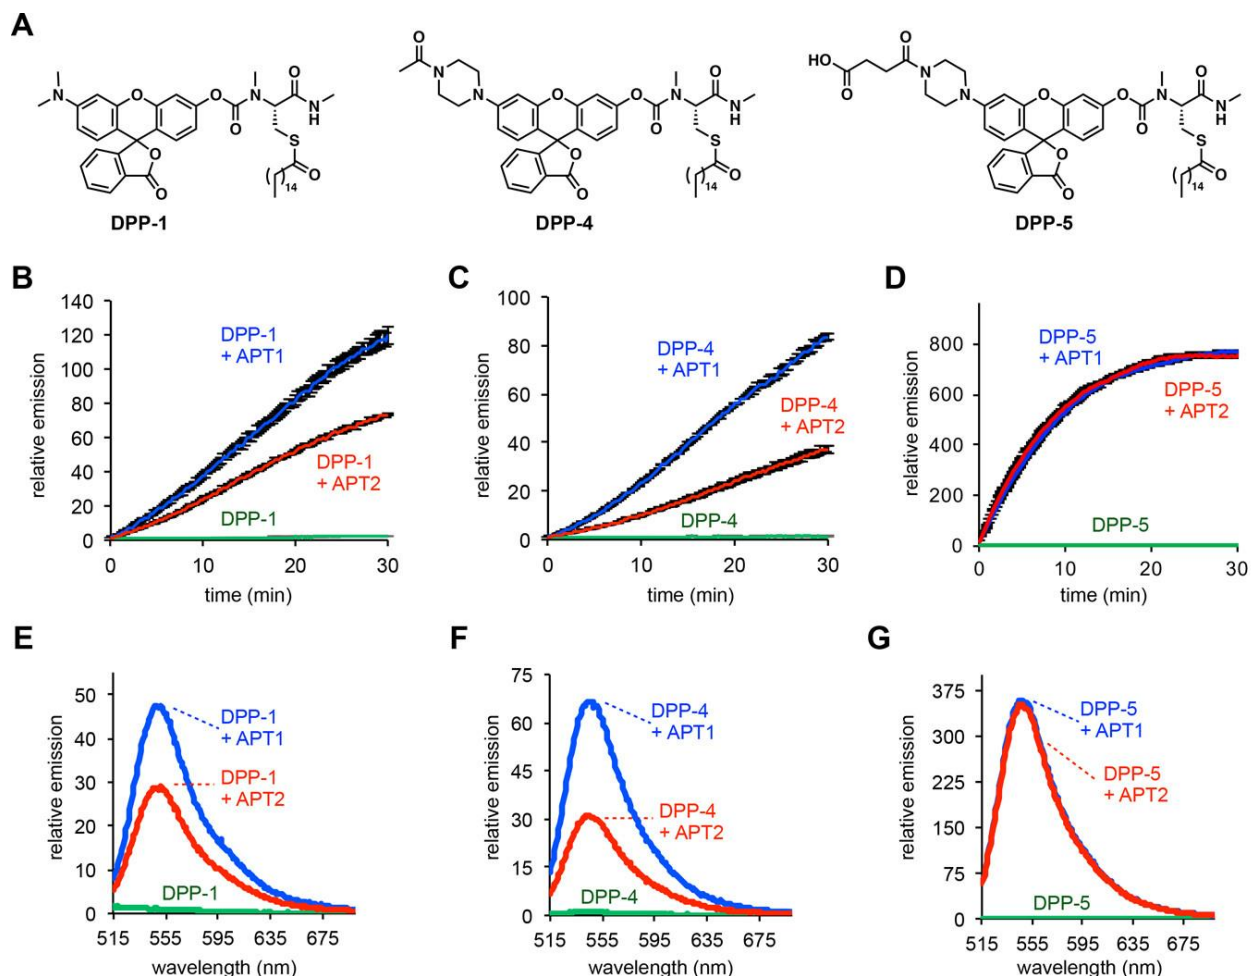 A
N
O
O
N
O
N
O
NH
S
O
O
14
O
DPP-1
O
N
N
O
O
N
O
O
NH
S
O
O
14
O
DPP-4
HO
O
O
N
N
O
O
N
O
O
NH
S
O
O
14
O
DPP-5
B
relative emission
140
120
100
80
60
40
20
0
DPP-1
+ APT1
DPP-1
+ APT2
DPP-1
0
10
20
30
time (min)
C
relative emission
100
80
60
40
20
0
DPP-4
+ APT1
DPP-4
+ APT2
DPP-4
0
10
20
30
time (min)
D
relative emission
800
600
400
200
0
DPP-5
+ APT1
DPP-5
+ APT2
DPP-5
0
10
20
30
time (min)
E
relative emission
50
40
30
20
10
0
DPP-1
+ APT1
DPP-1
+ APT2
DPP-1
515
555
595
635
675
wavelength (nm)
F
relative emission
75
60
45
30
15
0
DPP-4
+ APT1
DPP-4
+ APT2
DPP-4
515
555
595
635
675
wavelength (nm)
G
relative emission
375
300
225
150
75
0
DPP-5
+ APT1
DPP-5
+ APT2
DPP-5
515
555
595
635
675
wavelength (nm)